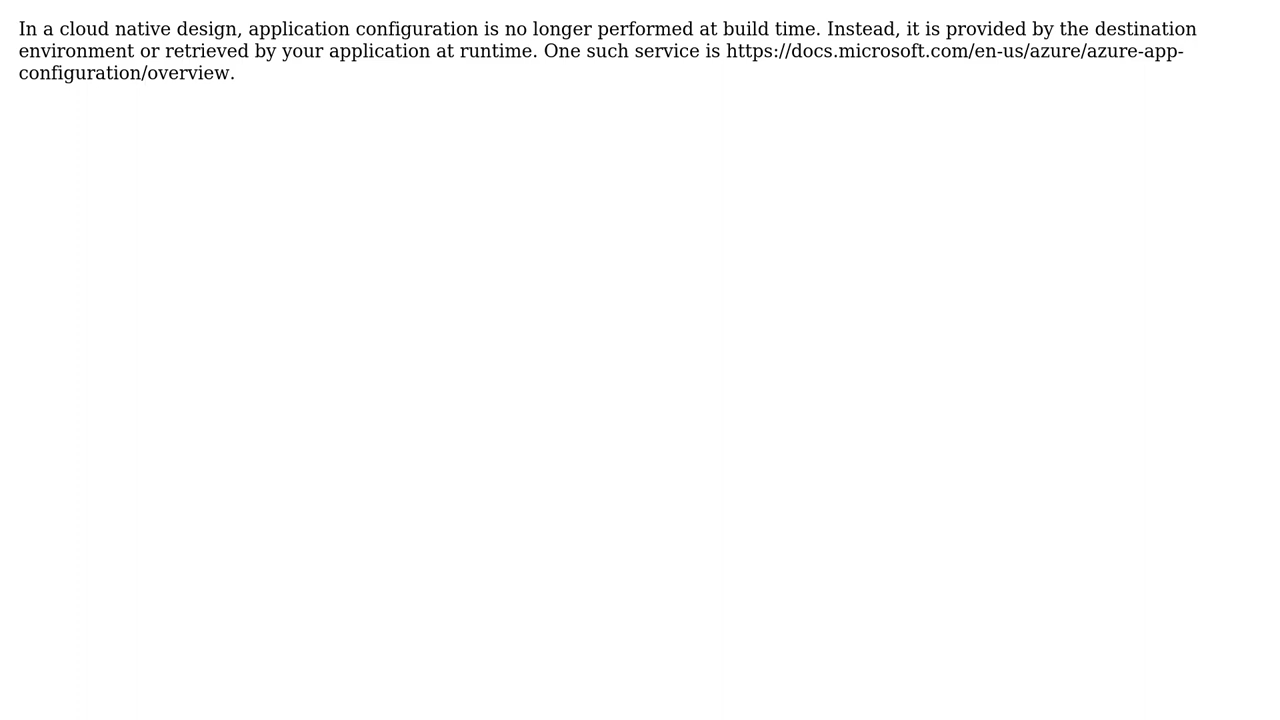 In a cloud native design, application configuration is no longer performed at build time. Instead, it is provided by the destination
environment or retrieved by your application at runtime. One such service is https://docs.microsoft.com/en-us/azure/azure-app-
configuration/overview.